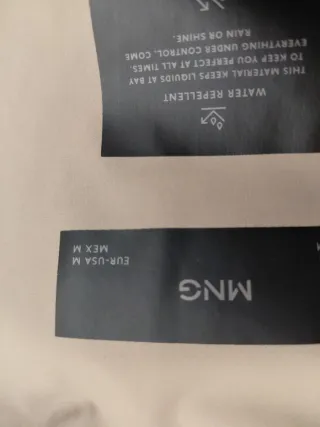 MNG
EUR-USA M
MEX M
WATER REPELLENT
THIS MATERIAL KEEPS LIQUIDS AT BAY
TO KEEP YOU PERFECT AT ALL TIMES.
EVERYTHING UNDER CONTROL, COME
RAIN OR SHINE.